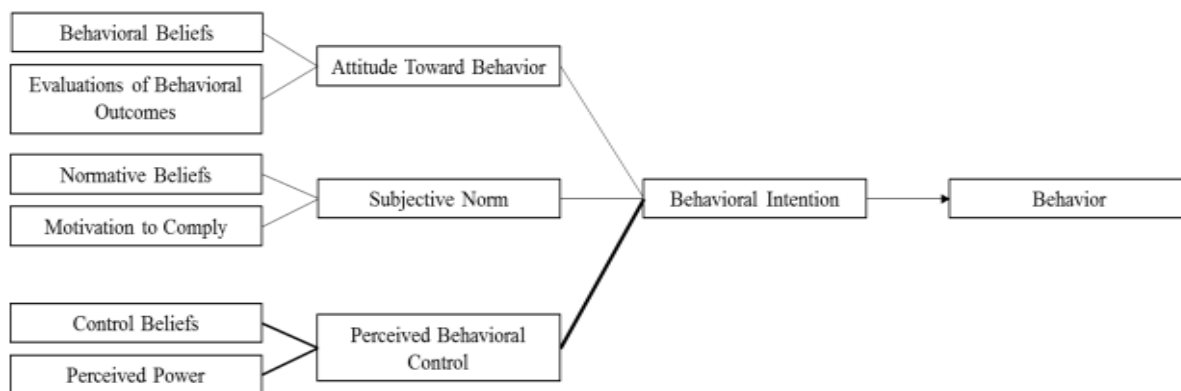 Behavioral Beliefs
Evaluations of Behavioral
Outcomes
Attitude Toward Behavior
Normative Beliefs
Motivation to Comply
Subjective Norm
Control Beliefs
Perceived Power
Perceived Behavioral
Control
Behavioral Intention
Behavior